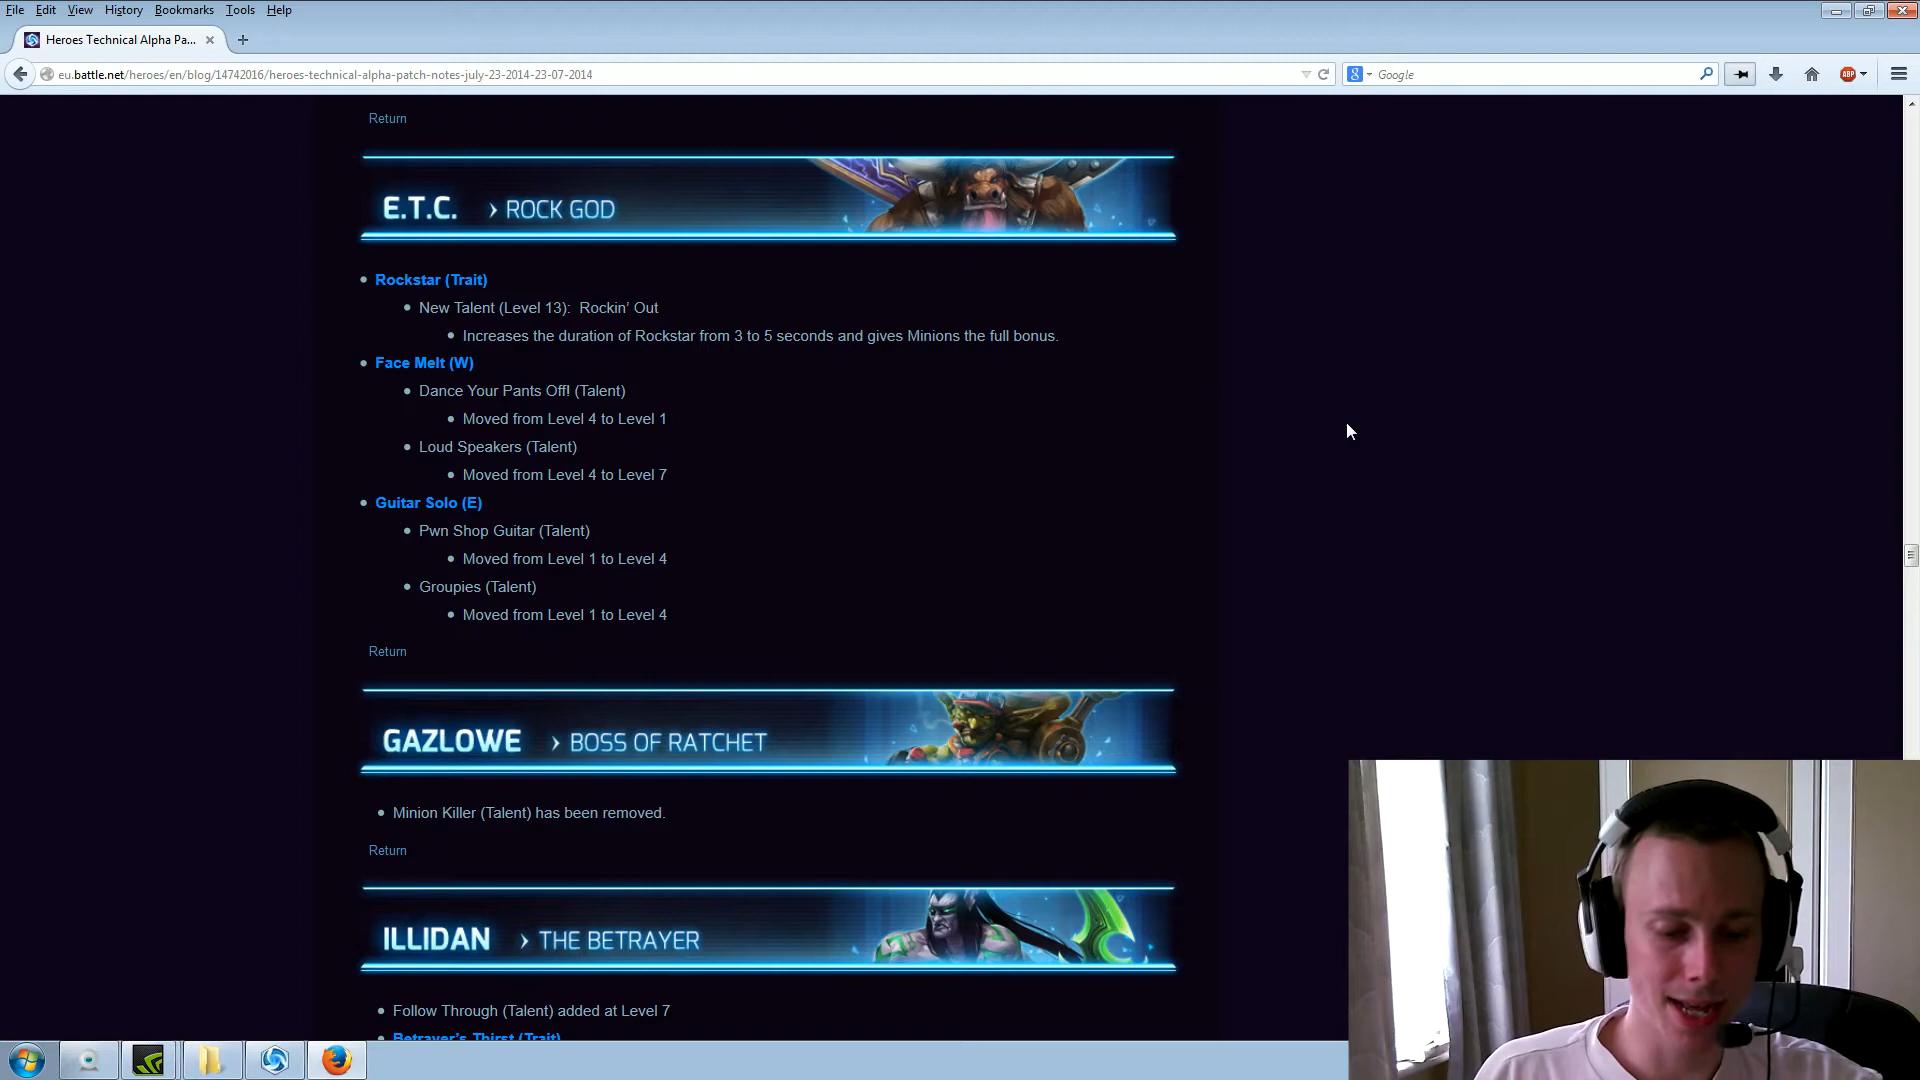 File Edit View History Bookmarks Tools Help
Heroes Technical Alpha Pa...
eu.battle.net/heroes/en/blog/14742016/heroes-technical-alpha-patch-notes-july-23-2014-23-07-2014
8 Google
ABP
Return
E.T.C. › ROCK GOD
Rockstar (Trait)
New Talent (Level 13): Rockin’ Out
Increases the duration of Rockstar from 3 to 5 seconds and gives Minions the full bonus.
Face Melt (W)
Dance Your Pants Off! (Talent)
Moved from Level 4 to Level 1
Loud Speakers (Talent)
Moved from Level 4 to Level 7
Guitar Solo (E)
Pwn Shop Guitar (Talent)
Moved from Level 1 to Level 4
Groupies (Talent)
Moved from Level 1 to Level 4
Return
GAZLOWE › BOSS OF RATCHET
Minion Killer (Talent) has been removed.
Return
ILLIDAN › THE BETRAYER
Follow Through (Talent) added at Level 7
Betrayer's Thirst (Trait)